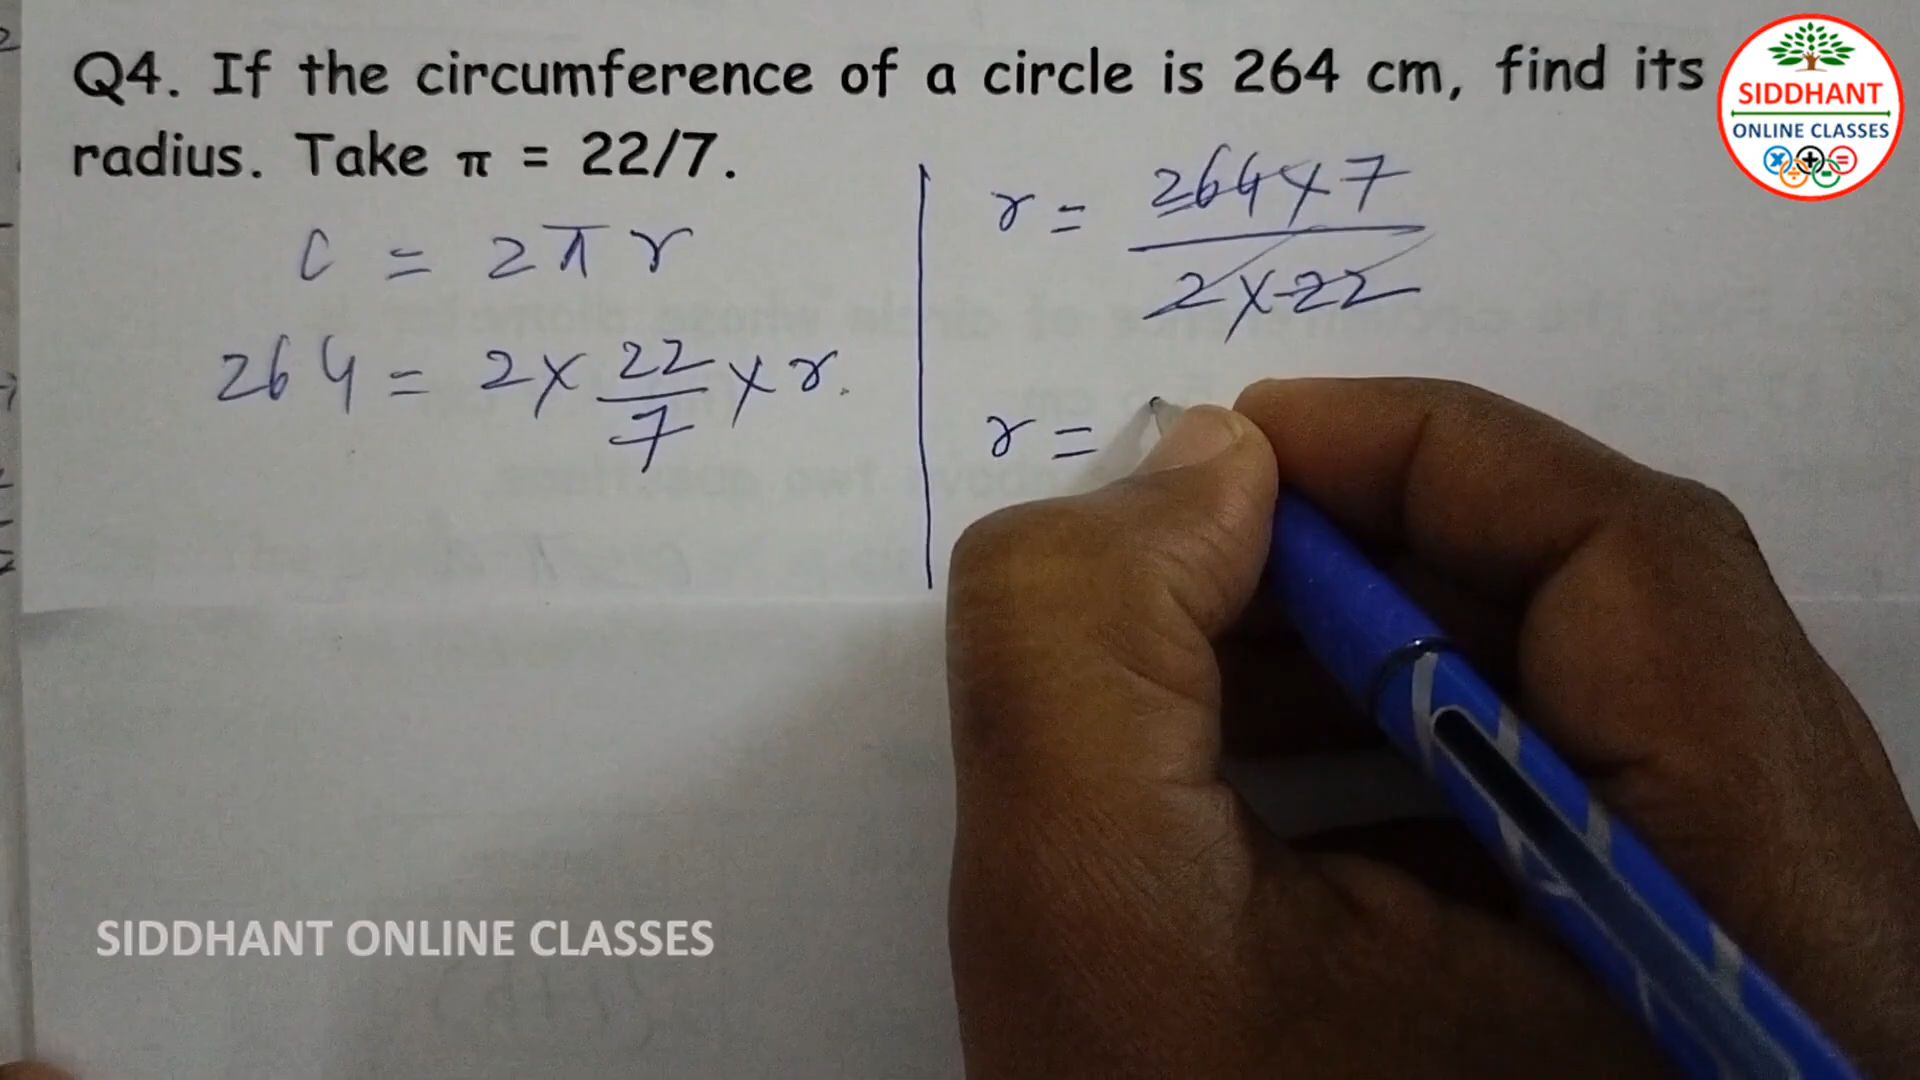 Q4. If the circumference of a circle is 264 cm, find its
radius. Take π = 22/7.
SIDDHANT
ONLINE CLASSES
C = 2πr
264 = 2 × 22/7 × r.
r = 264 × 7 / 2 × 22
r =
SIDDHANT ONLINE CLASSES